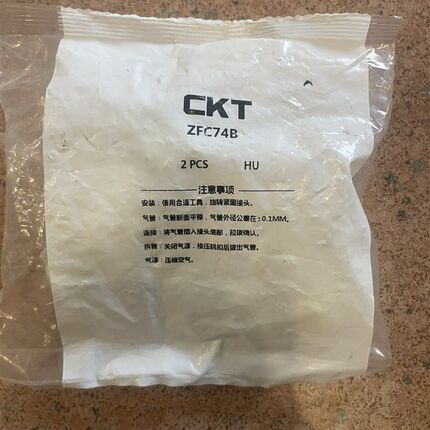 CKT
ZFC74B
2 PCS HU
注意事项
安装：使用合适工具，旋转紧固接头。
气管：气管断面平整，气管外径公差在±0.1MM。
连接：将气管插入接头底部，拉拔确认。
拆管：关闭气源，按压脱扣后拔出气管。
气源：压缩空气。